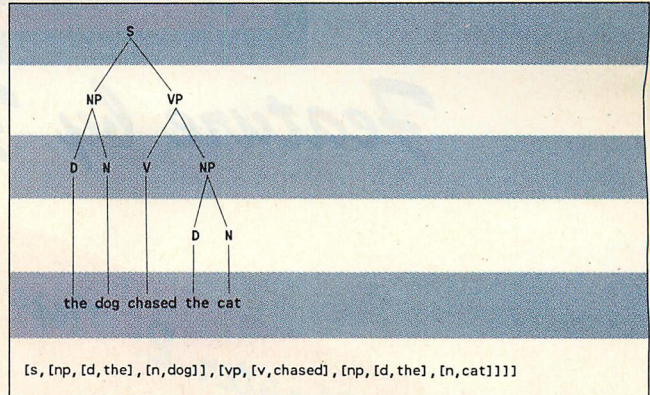 S
NP VP
D N V NP
D N
the dog chased the cat
[s,[np,[d,the],[n,dog]],[vp,[v,chased],[np,[d,the],[n,cat]]]]